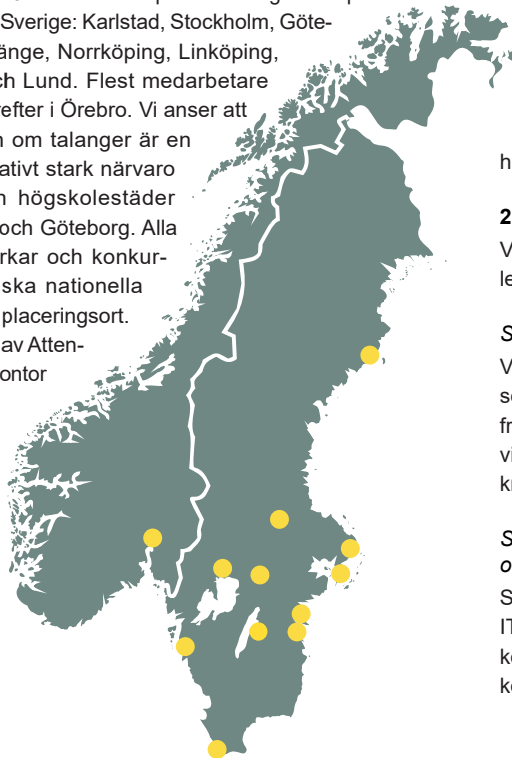 Sverige: Karlstad, Stockholm, Göte-
änge, Norrköping, Linköping,
ch Lund. Flest medarbetare
refter i Örebro. Vi anser att
n om talanger är en
ativt stark närvaro
n högskolestäder
och Göteborg. Alla
rkar och konkur-
ska nationella
placeringsort.
av Atten-
ontor
h
2
V
le
S
V
s
fr
vi
kr
S
o
S
IT
k
k